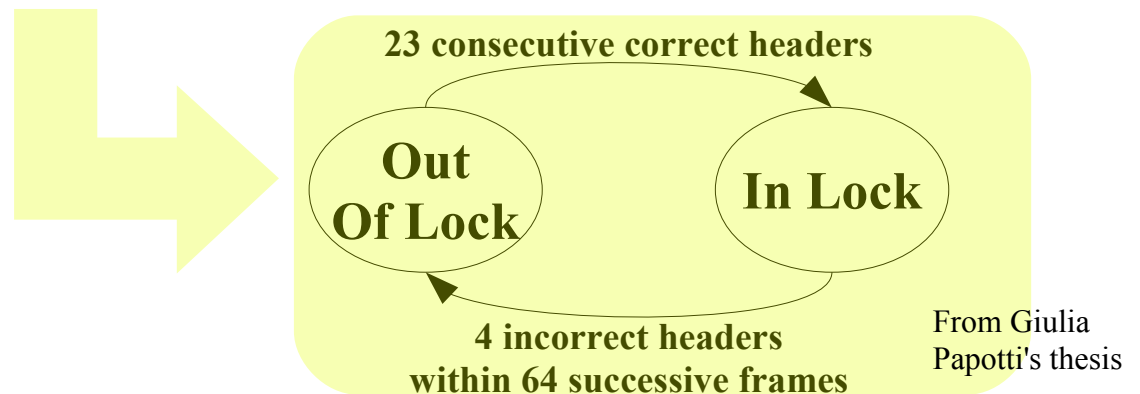 23 consecutive correct headers
Out
Of Lock
In Lock
4 incorrect headers
within 64 successive frames
From Giulia
Papotti's thesis